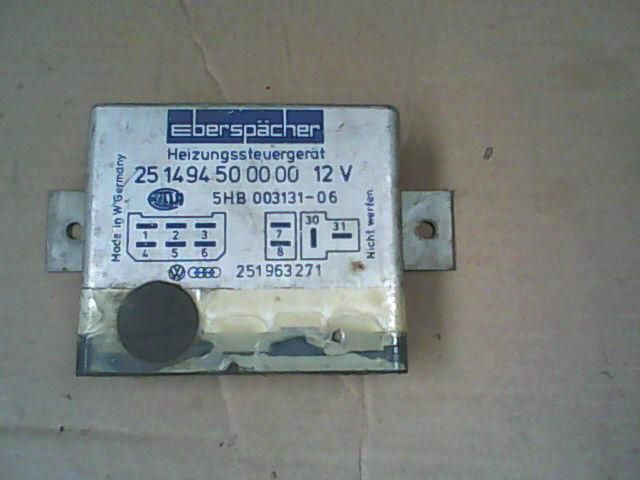 Eberspächer
Heizungssteuergerät
25 1494 50 00 00 12 V
HELLA
5HB 003131-06
Made in W.Germany
1 2 3
4 5 6
7
8
30
31
Nicht werfen
251963271